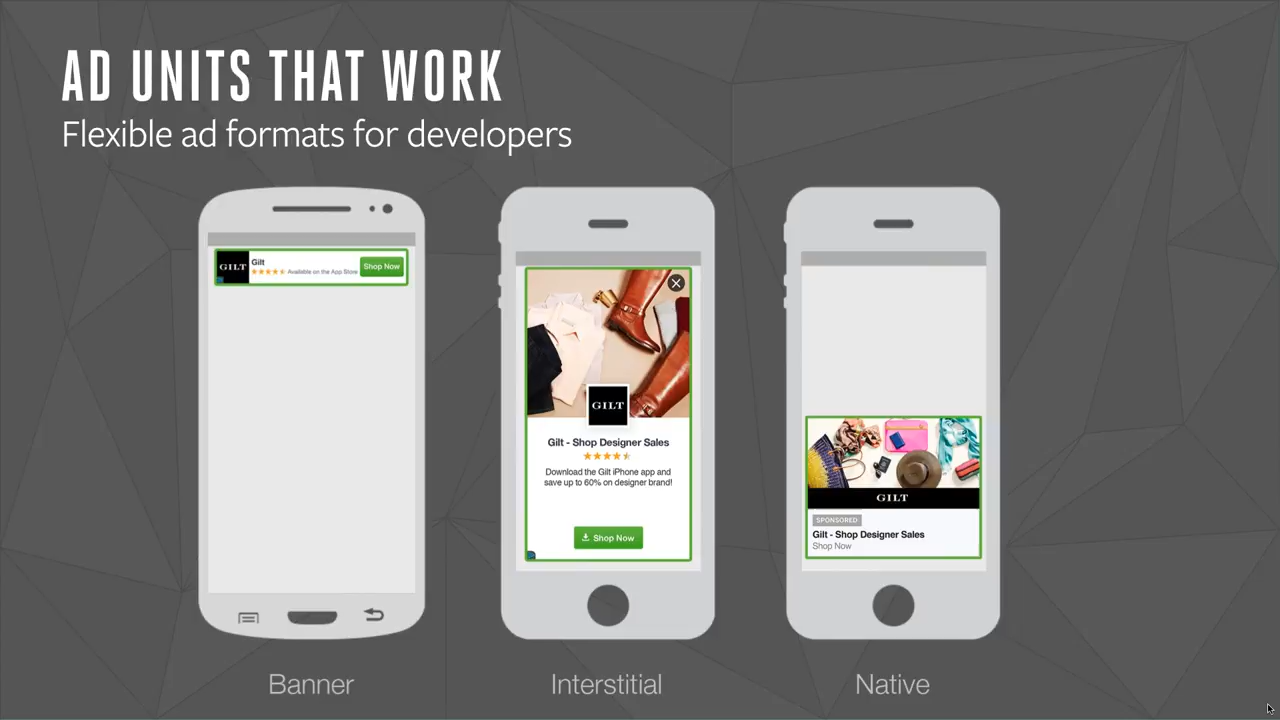 AD UNITS THAT WORK
Flexible ad formats for developers
GILT
Gilt
Available on the App Store
Shop Now
GILT
Gilt - Shop Designer Sales
Download the Gilt iPhone app and
save up to 60% on designer brand!
Shop Now
GILT
SPONSORED
Gilt - Shop Designer Sales
Shop Now
Banner
Interstitial
Native